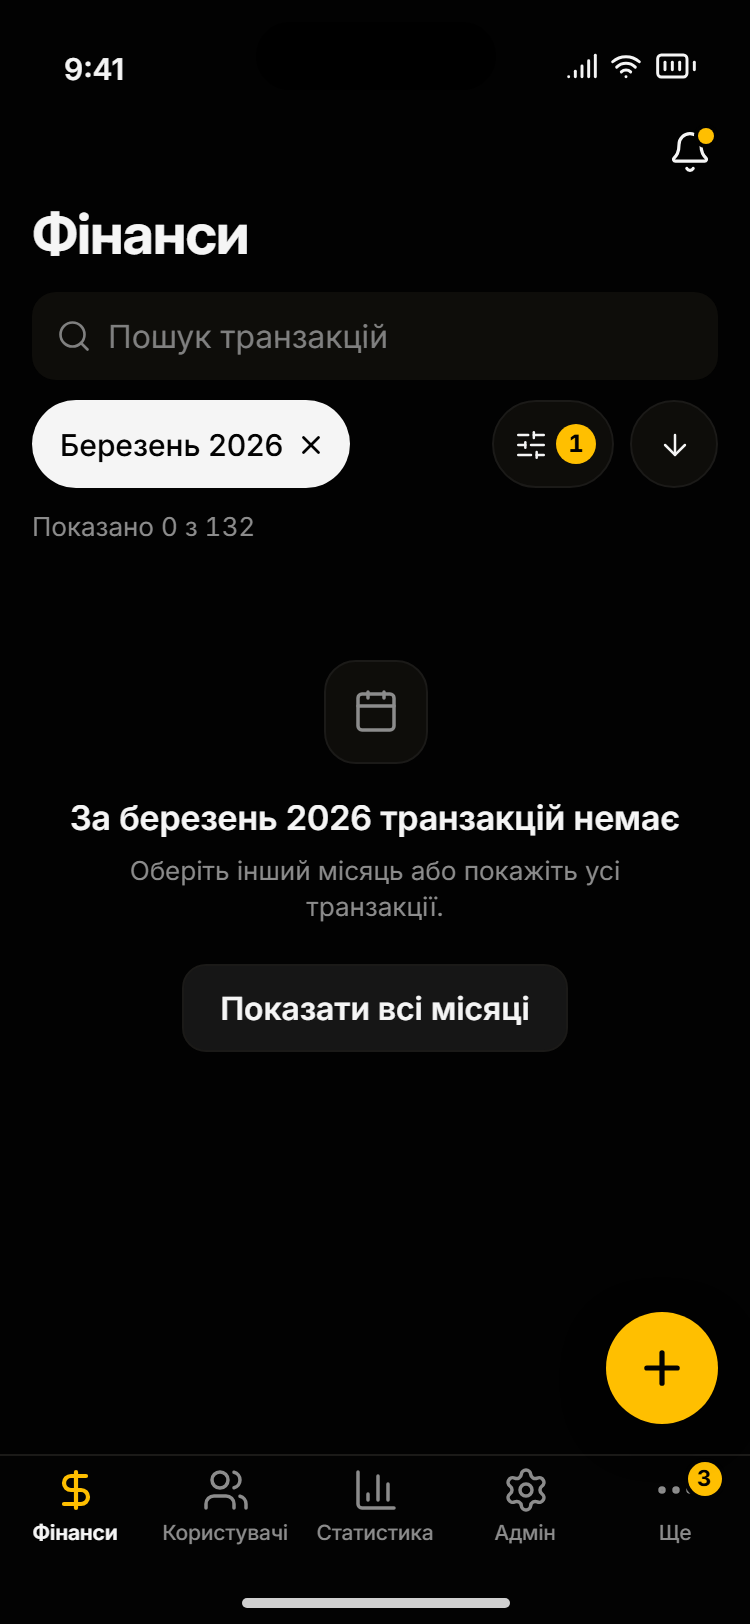 9:41
Фінанси
Пошук транзакцій
Березень 2026
1
Показано 0 з 132
За березень 2026 транзакцій немає
Оберіть інший місяць або покажіть усі
транзакції.
Показати всі місяці
3
Фінанси
Користувачі
Статистика
Адмін
Ще